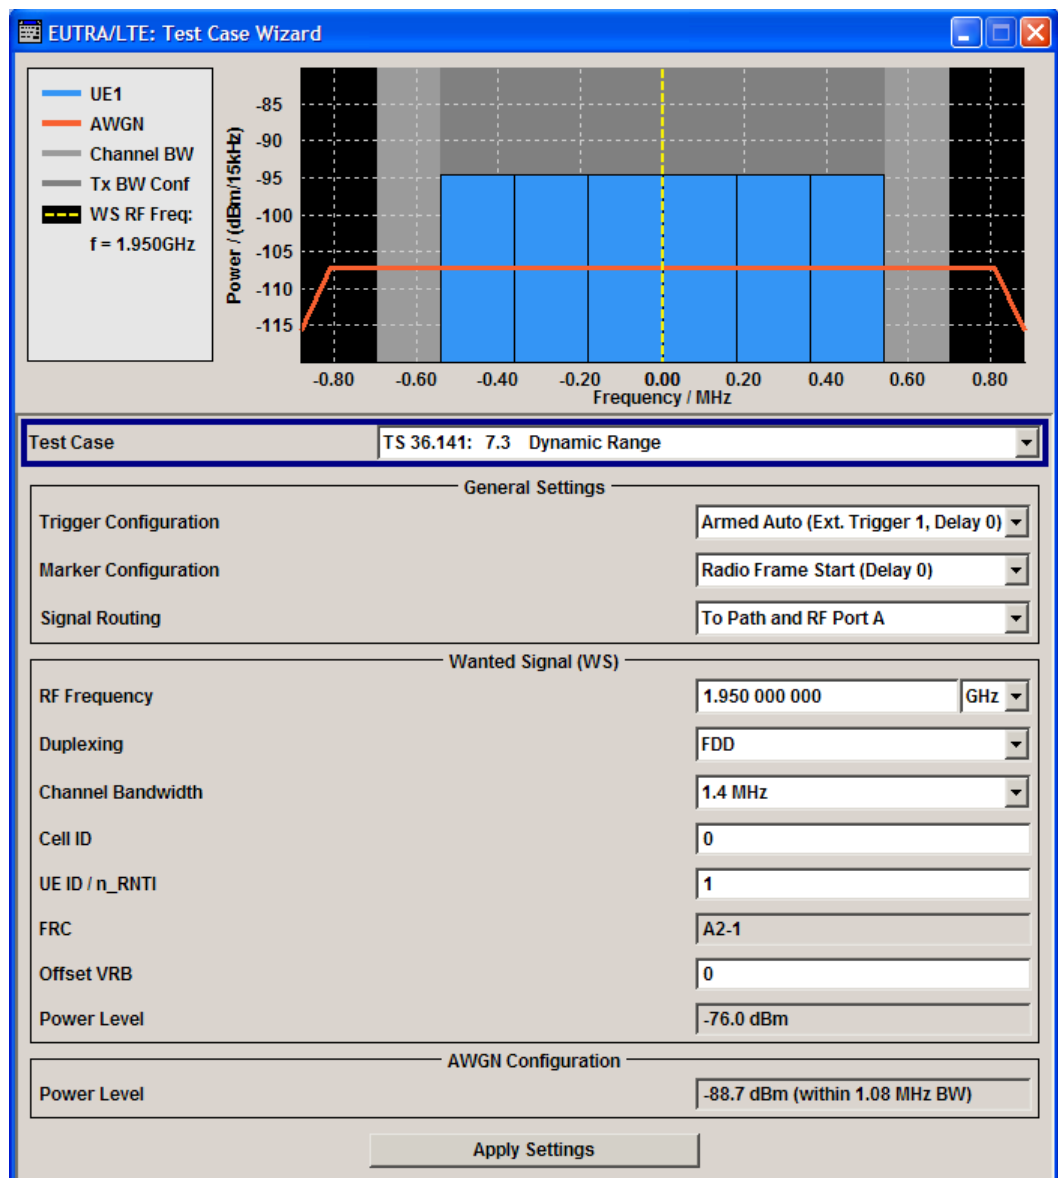 EUTRA/LTE: Test Case Wizard
UE1
AWGN
Channel BW
Tx BW Conf
WS RF Freq:
f = 1.950GHz
Power / (dBm/15kHz)
-85
-90
-95
-100
-105
-110
-115
-0.80 -0.60 -0.40 -0.20 0.00 0.20 0.40 0.60 0.80
Frequency / MHz
Test Case TS 36.141: 7.3 Dynamic Range
General Settings
Trigger Configuration Armed Auto (Ext. Trigger 1, Delay 0)
Marker Configuration Radio Frame Start (Delay 0)
Signal Routing To Path and RF Port A
Wanted Signal (WS)
RF Frequency 1.950 000 000 GHz
Duplexing FDD
Channel Bandwidth 1.4 MHz
Cell ID 0
UE ID / n_RNTI 1
FRC A2-1
Offset VRB 0
Power Level -76.0 dBm
AWGN Configuration
Power Level -88.7 dBm (within 1.08 MHz BW)
Apply Settings